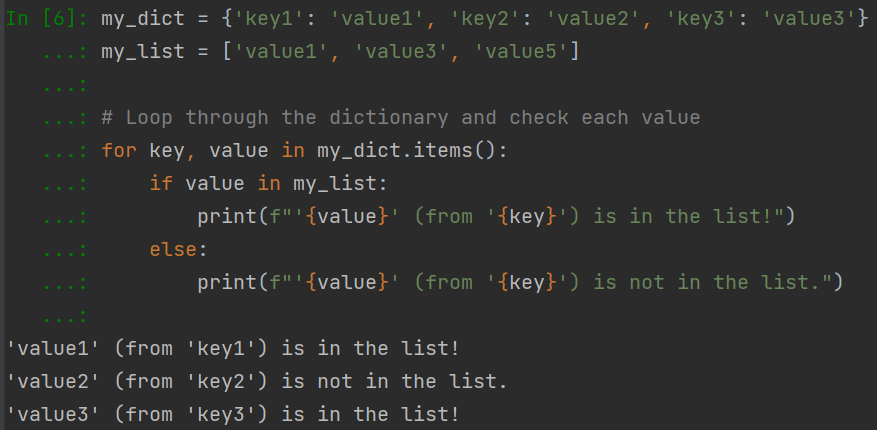 In [6]: my_dict = {'key1': 'value1', 'key2': 'value2', 'key3': 'value3'}
   ...: my_list = ['value1', 'value3', 'value5']
   ...:
   ...: # Loop through the dictionary and check each value
   ...: for key, value in my_dict.items():
   ...:     if value in my_list:
   ...:         print(f"'{value}' (from '{key}') is in the list!")
   ...:     else:
   ...:         print(f"'{value}' (from '{key}') is not in the list.")
   ...:
'value1' (from 'key1') is in the list!
'value2' (from 'key2') is not in the list.
'value3' (from 'key3') is in the list!